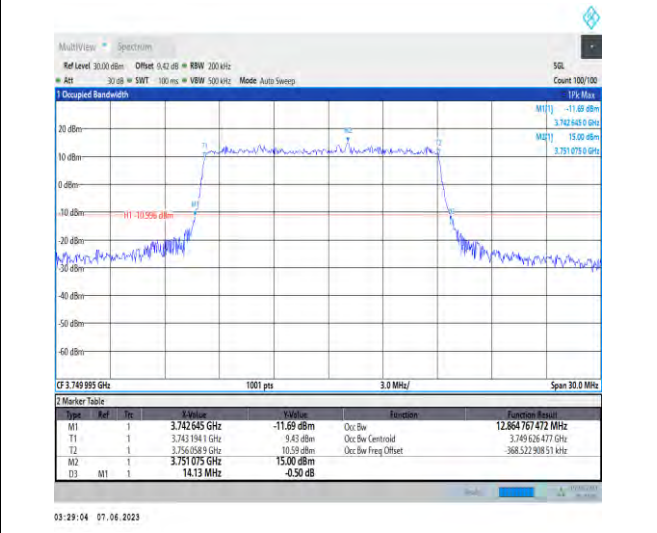 MultiView Spectrum
Ref Level 30.00 dBm Offset 9.42 dB RBW 200 kHz SGL
Att 30 dB SWT 100 ms VBW 500 kHz Mode Auto Sweep Count 100/100
1 Occupied Bandwidth 1Pk Max
M1[1] -11.69 dBm
3.742 645 0 GHz
M2[1] 15.00 dBm
3.751 075 0 GHz
20 dBm
T1 M2 T2
10 dBm
0 dBm
M1
-10 dBm
H1 -10.996 dBm
-20 dBm
-30 dBm
-40 dBm
-50 dBm
-60 dBm
CF 3.749 995 GHz 1001 pts 3.0 MHz/ Span 30.0 MHz
2 Marker Table
Type Ref Trc X-Value Y-Value Function Function Result
M1 1 3.742 645 GHz -11.69 dBm Occ Bw 12.864 767 472 MHz
T1 1 3.743 194 1 GHz 9.43 dBm Occ Bw Centroid 3.749 626 477 GHz
T2 1 3.756 058 9 GHz 10.59 dBm Occ Bw Freq Offset -368.522 908 51 kHz
M2 1 3.751 075 GHz 15.00 dBm
D3 M1 1 14.13 MHz -0.50 dB
03:29:04 07.06.2023